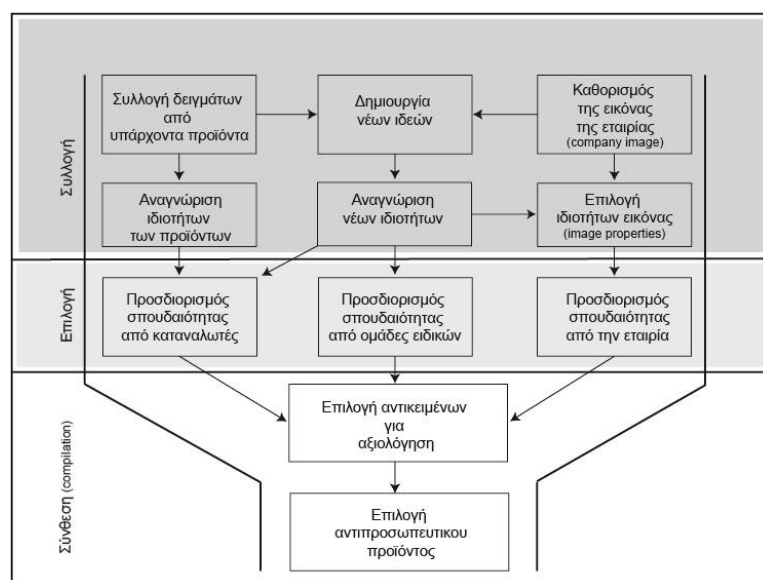 Συλλογή
Συλλογή δειγμάτων
από
υπάρχοντα προϊόντα
Δημιουργία
νέων ιδεών
Καθορισμός
της εικόνας
της εταιρίας
(company image)
Αναγνώριση
ιδιοτήτων
των προϊόντων
Αναγνώριση
νέων ιδιοτήτων
Επιλογή
ιδιοτήτων εικόνας
(image properties)
Επιλογή
Προσδιορισμός
σπουδαιότητας
από καταναλωτές
Προσδιορισμός
σπουδαιότητας
από ομάδες ειδικών
Προσδιορισμός
σπουδαιότητας
από την εταιρία
Σύνθεση (compilation)
Επιλογή αντικειμένων
για
αξιολόγηση
Επιλογή
αντιπροσωπευτικου
προϊόντος